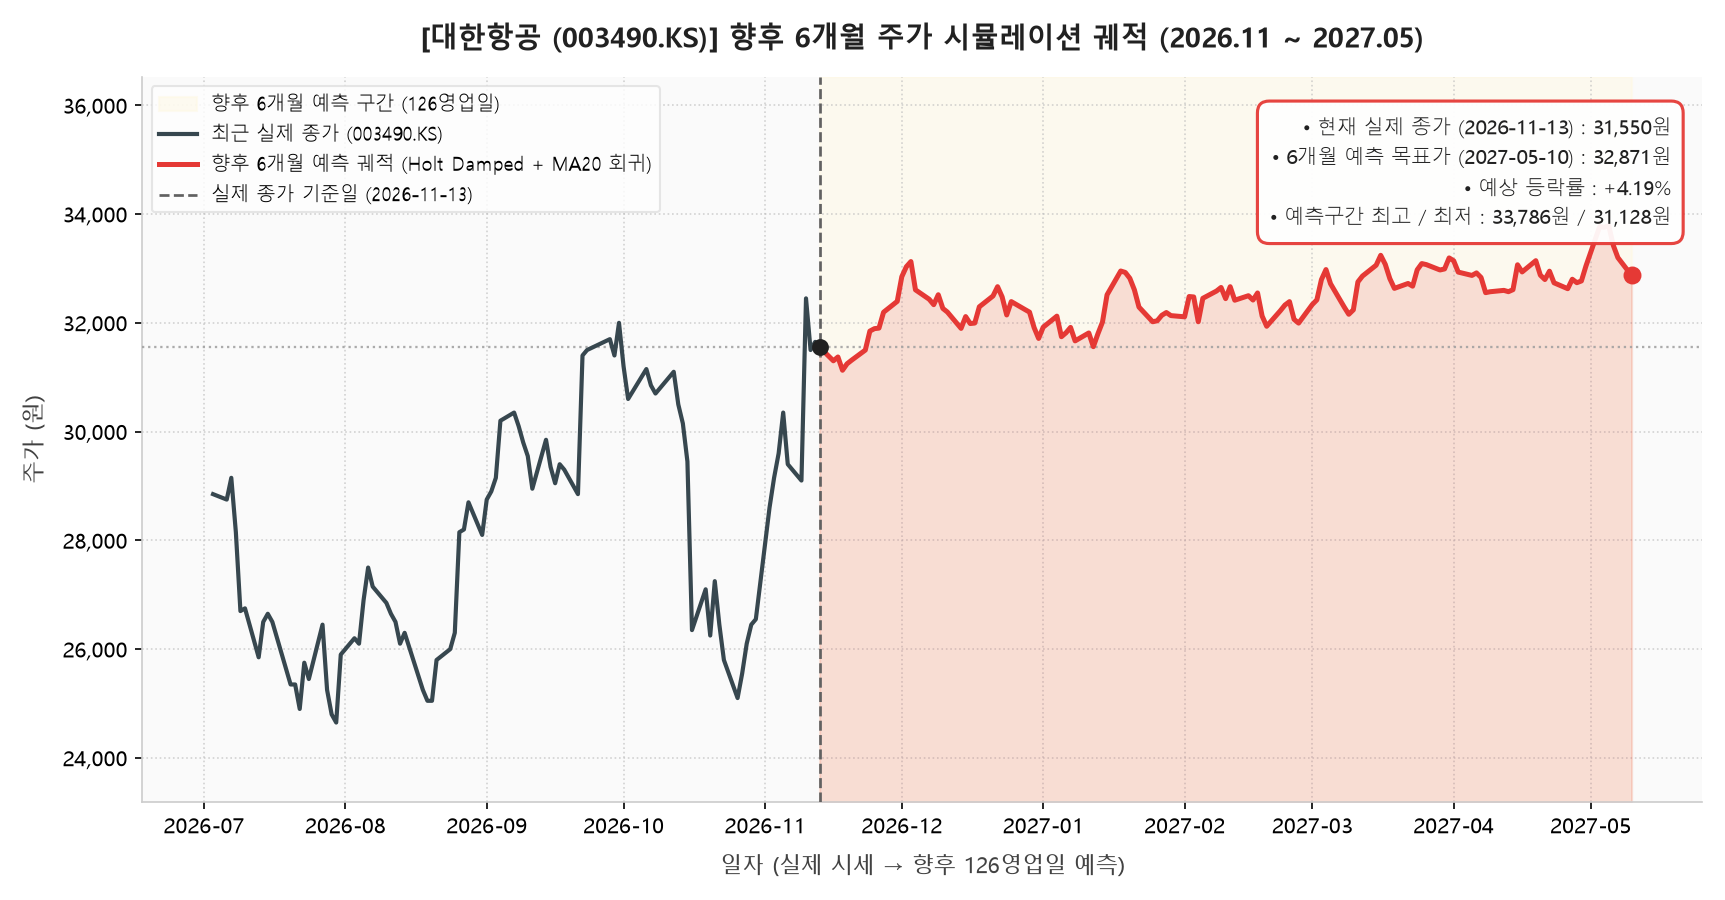 [대한항공 (003490.KS)] 향후 6개월 주가 시뮬레이션 궤적 (2026.11 ~ 2027.05)
향후 6개월 예측 구간 (126영업일)
최근 실제 종가 (003490.KS)
향후 6개월 예측 궤적 (Holt Damped + MA20 회귀)
실제 종가 기준일 (2026-11-13)
• 현재 실제 종가 (2026-11-13) : 31,550원
• 6개월 예측 목표가 (2027-05-10) : 32,871원
• 예상 등락률 : +4.19%
• 예측구간 최고 / 최저 : 33,786원 / 31,128원
주가 (원)
36,000
34,000
32,000
30,000
28,000
26,000
24,000
2026-07
2026-08
2026-09
2026-10
2026-11
2026-12
2027-01
2027-02
2027-03
2027-04
2027-05
일자 (실제 시세 → 향후 126영업일 예측)